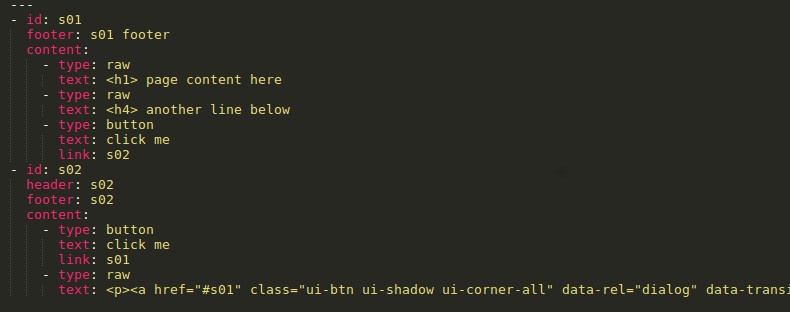 ---
- id: s01
  footer: s01 footer
  content:
    - type: raw
      text: <h1> page content here
    - type: raw
      text: <h4> another line below
    - type: button
      text: click me
      link: s02
- id: s02
  header: s02
  footer: s02
  content:
    - type: button
      text: click me
      link: s01
    - type: raw
      text: <p><a href="#s01" class="ui-btn ui-shadow ui-corner-all" data-rel="dialog" data-transi